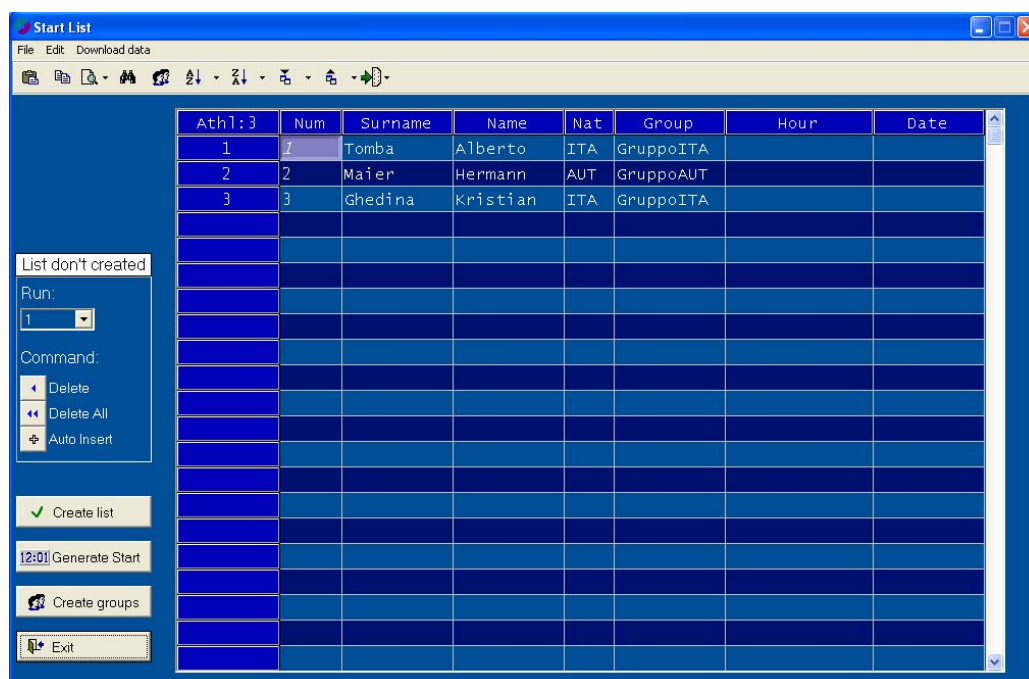 Start List
File Edit Download data
Athl:3 Num Surname Name Nat Group Hour Date
1 1 Tomba Alberto ITA GruppoITA
2 2 Maier Hermann AUT GruppoAUT
3 3 Ghedina Kristian ITA GruppoITA
List don't created
Run:
1
Command:
Delete
Delete All
Auto Insert
Create list
12:01 Generate Start
Create groups
Exit